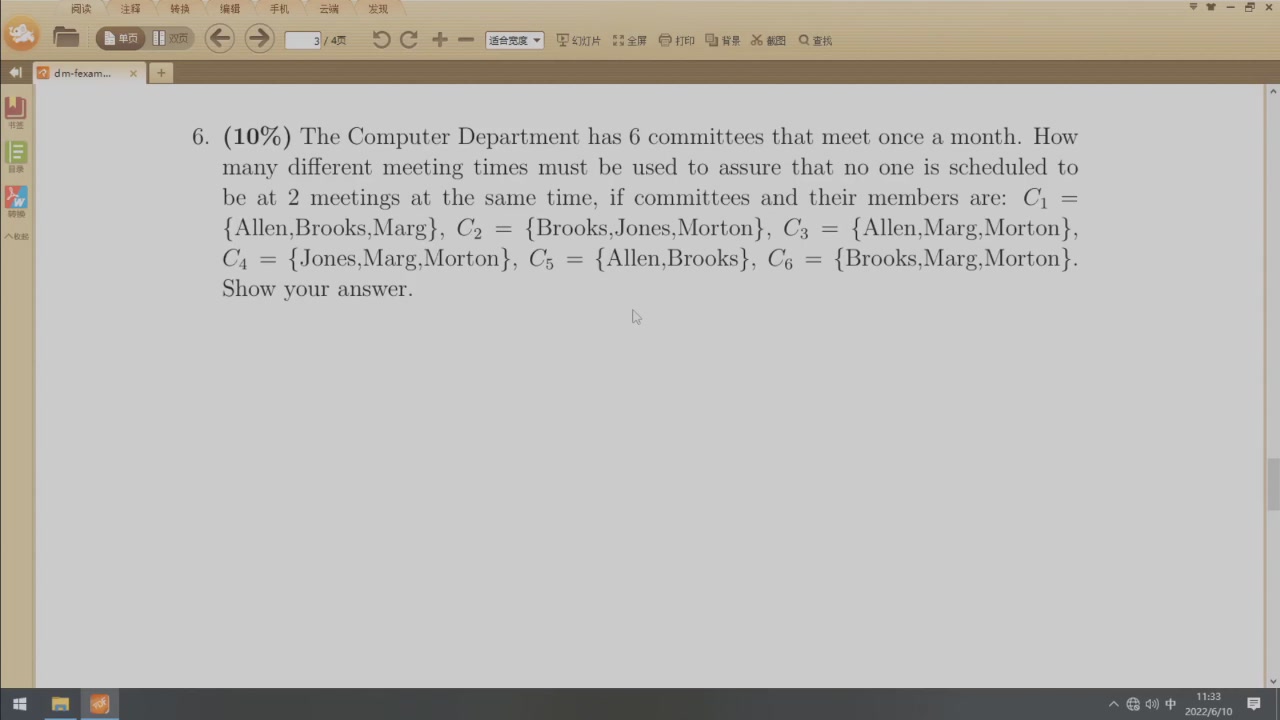 阅读 注释 转换 编辑 手机 云端 发现
单页 双页 3 / 4页 适合宽度 幻灯片 全屏 打印 背景 截图 查找
dm-fexam...
书签
目录
转换
6. (10%) The Computer Department has 6 committees that meet once a month. How
many different meeting times must be used to assure that no one is scheduled to
be at 2 meetings at the same time, if committees and their members are: C₁ =
{Allen,Brooks,Marg}, C₂ = {Brooks,Jones,Morton}, C₃ = {Allen,Marg,Morton},
C₄ = {Jones,Marg,Morton}, C₅ = {Allen,Brooks}, C₆ = {Brooks,Marg,Morton}.
Show your answer.
中
11:33
2022/6/10